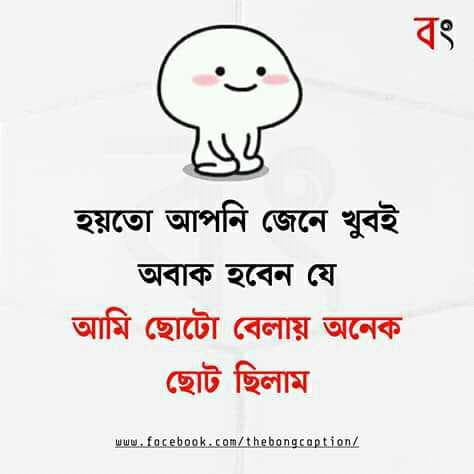 বং
হয়তো আপনি জেনে খুবই
অবাক হবেন যে
আমি ছোটো বেলায় অনেক
ছোট ছিলাম
www.facebook.com/thebongcaption/